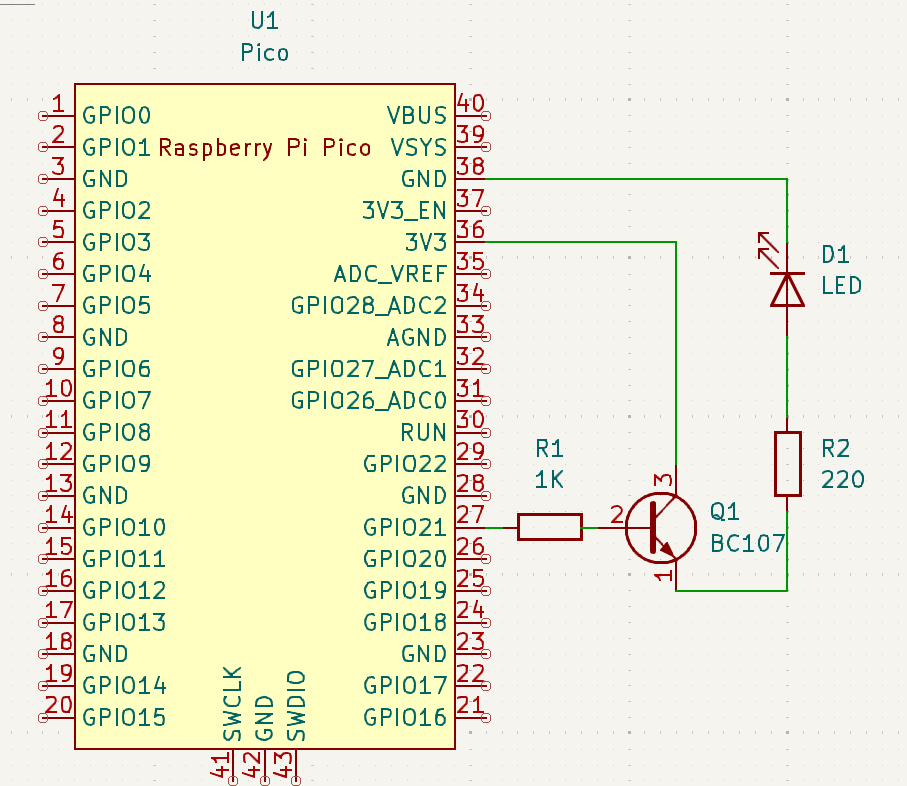 U1
Pico
1 GPIO0 VBUS 40
2 GPIO1 Raspberry Pi Pico VSYS 39
3 GND GND 38
4 GPIO2 3V3_EN 37
5 GPIO3 3V3 36
6 GPIO4 ADC_VREF 35
7 GPIO5 GPIO28_ADC2 34
8 GND AGND 33
9 GPIO6 GPIO27_ADC1 32
10 GPIO7 GPIO26_ADC0 31
11 GPIO8 RUN 30
12 GPIO9 GPIO22 29
13 GND GND 28
14 GPIO10 GPIO21 27
15 GPIO11 GPIO20 26
16 GPIO12 GPIO19 25
17 GPIO13 GPIO18 24
18 GND GND 23
19 GPIO14 GPIO17 22
20 GPIO15 GPIO16 21
SWCLK 41
GND 42
SWDIO 43
R1
1K
2
3
1
Q1
BC107
D1
LED
R2
220